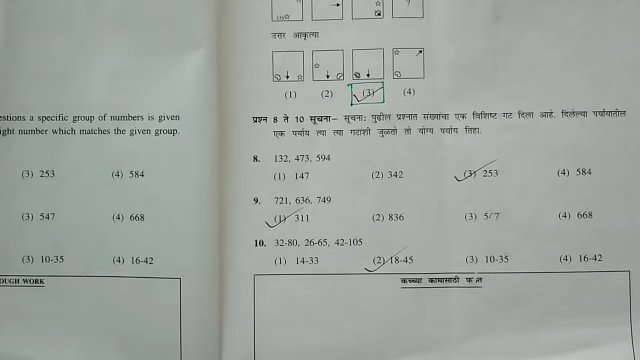 उत्तर आकृत्या
(1) (2) (3) (4)
estions a specific group of numbers is given
ight number which matches the given group.
(3) 253 (4) 584
(3) 547 (4) 668
(3) 10-35 (4) 16-42
OUGH WORK
प्रश्न 8 ते 10 सूचना– सूचना: पुढील प्रश्नात संख्यांचा एक विशिष्ट गट दिला आहे. दिलेल्या पर्यायातील
एक पर्याय त्या त्या गटांशी जुळतो तो योग्य पर्याय लिहा.
8. 132, 473, 594
(1) 147 (2) 342 (3) 253 (4) 584
9. 721, 636, 749
(1) 311 (2) 836 (3) 5/7 (4) 668
10. 32-80, 26-65, 42-105
(1) 14-33 (2) 18-45 (3) 10-35 (4) 16-42
कच्च्या कामासाठी